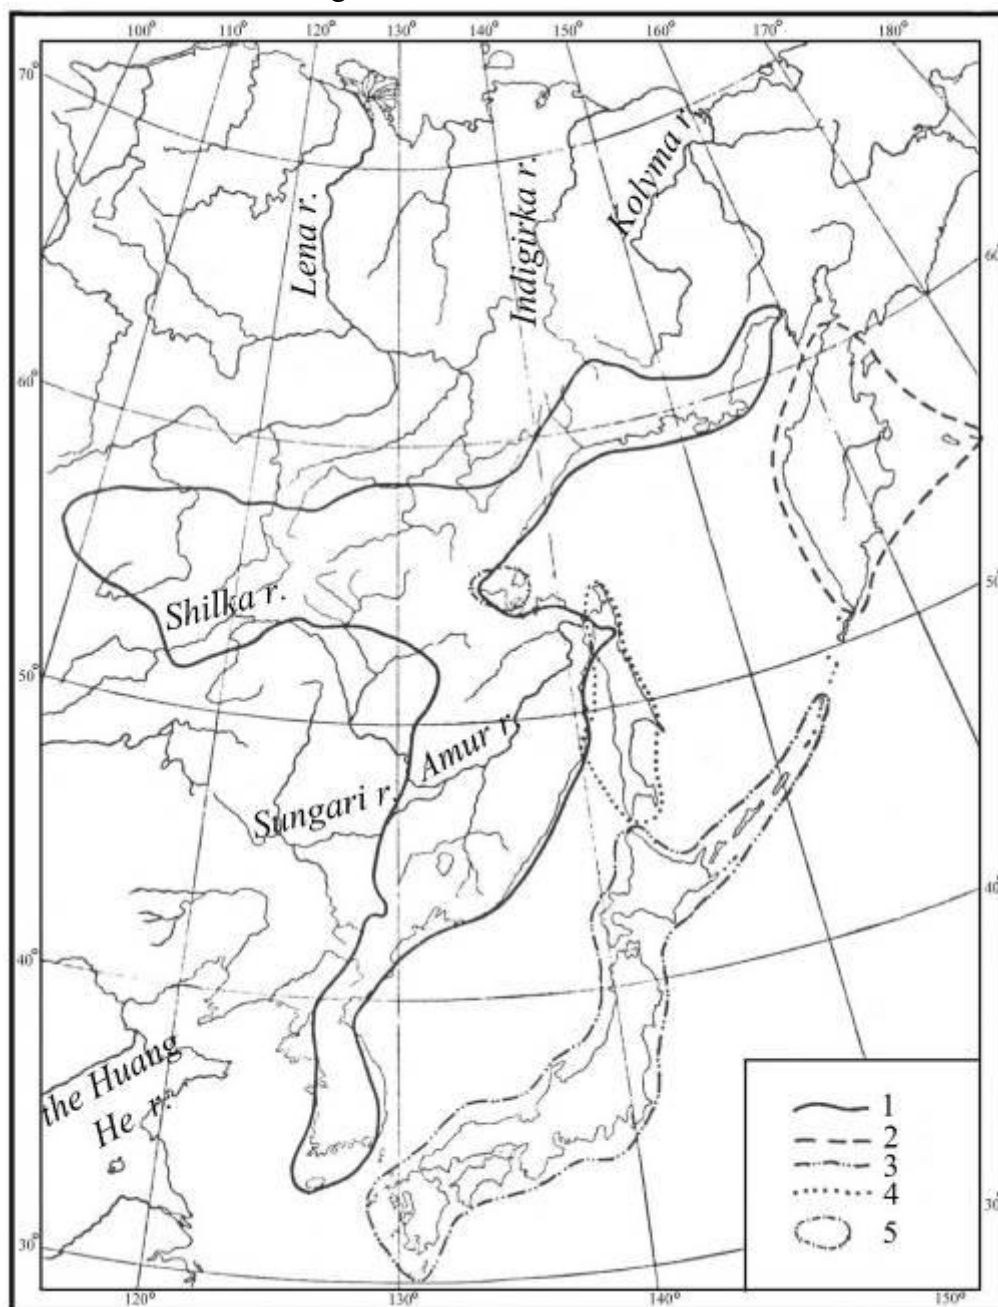 100° 110° 120° 130° 140° 150° 160° 170° 180°
70°
Lena r.
Indigirka r.
Kolyma r.
60
60°
Shilka r.
50°
50°
Amur r.
Sungari r.
40°
40°
the Huang
He r.
1
2
3
4
5
30°
30
120° 130° 140° 150°